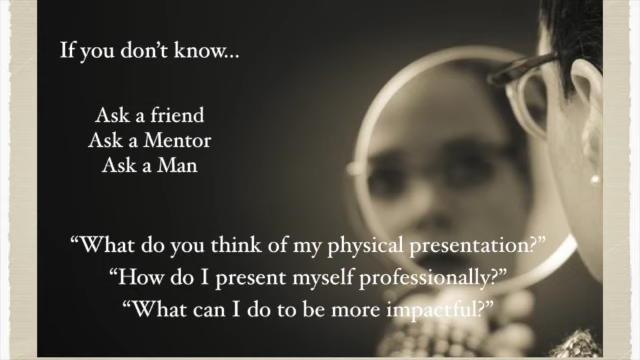 If you don’t know...
Ask a friend
Ask a Mentor
Ask a Man
“What do you think of my physical presentation?”
“How do I present myself professionally?”
“What can I do to be more impactful?”